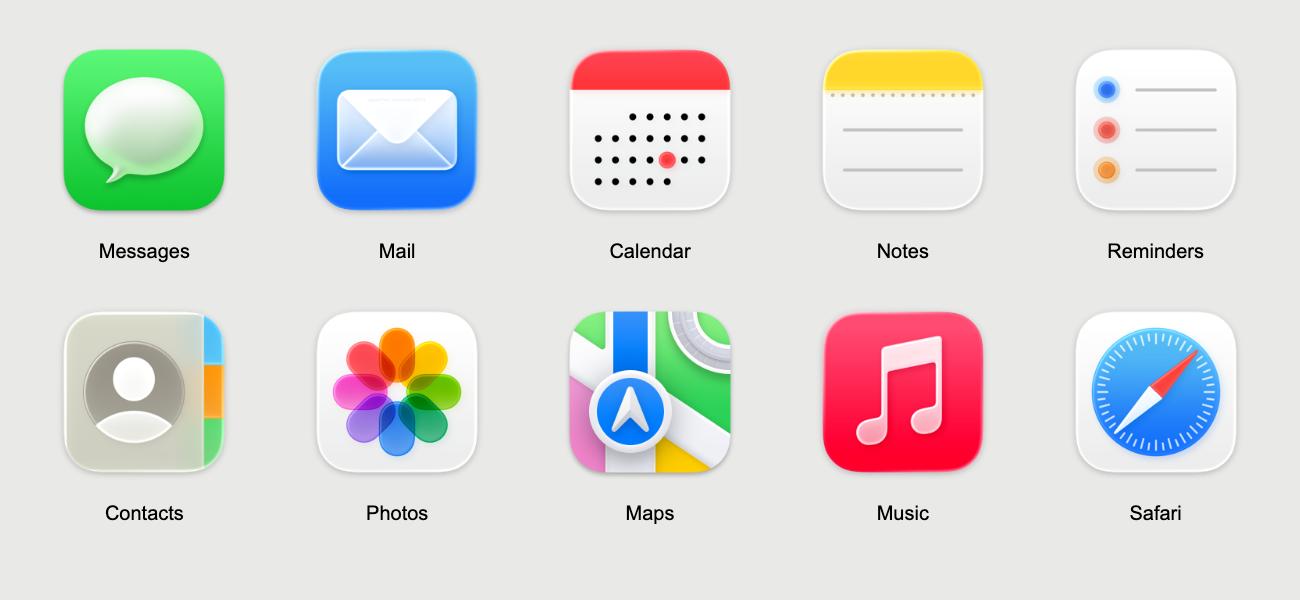 Messages
Mail
Calendar
Notes
Reminders
Contacts
Photos
Maps
Music
Safari